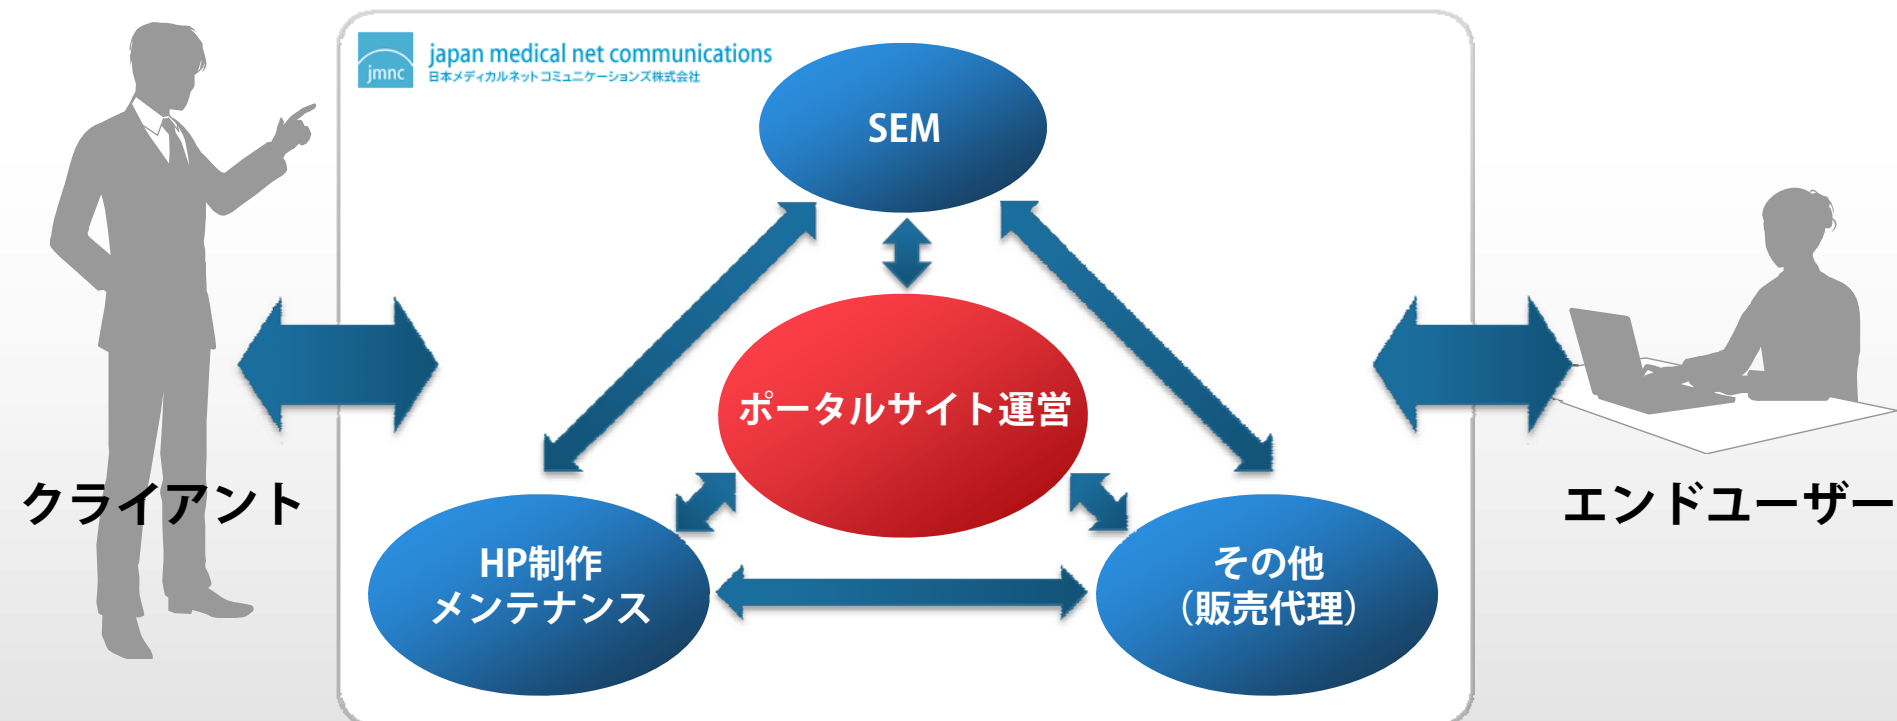 jmnc
japan medical net communications
日本メディカルネットコミュニケーションズ株式会社
SEM
ポータルサイト運営
クライアント
エンドユーザー
HP制作
メンテナンス
その他
（販売代理）